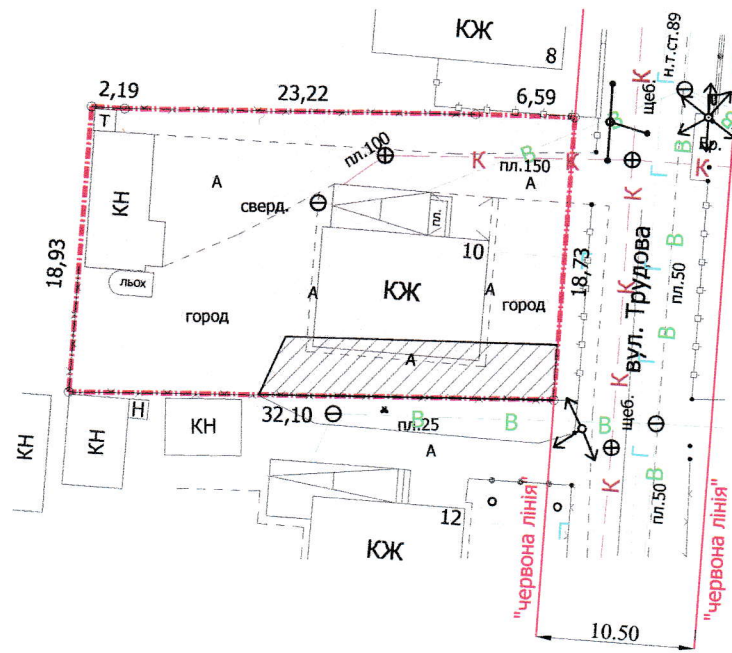 КЖ
8
н.т.ст.89
К
Г
щеб.
В
В
2,19
23,22
6,59
Т
пл.100
В
К
К
пл.150
К
В
Г
Бр.
К
А
А
КН
сверд.
пл.
10
18,93
льох
КЖ
А
А
город
18,73
город
вул. Трудова
К
Г
В
пл.50
В
К
А
КН
КН
Н
КН
32,10
В
пл.25
В
В
А
щеб.
К
Г
В
пл.50
К
12
КЖ
Г
"червона лінія"
"червона лінія"
10.50